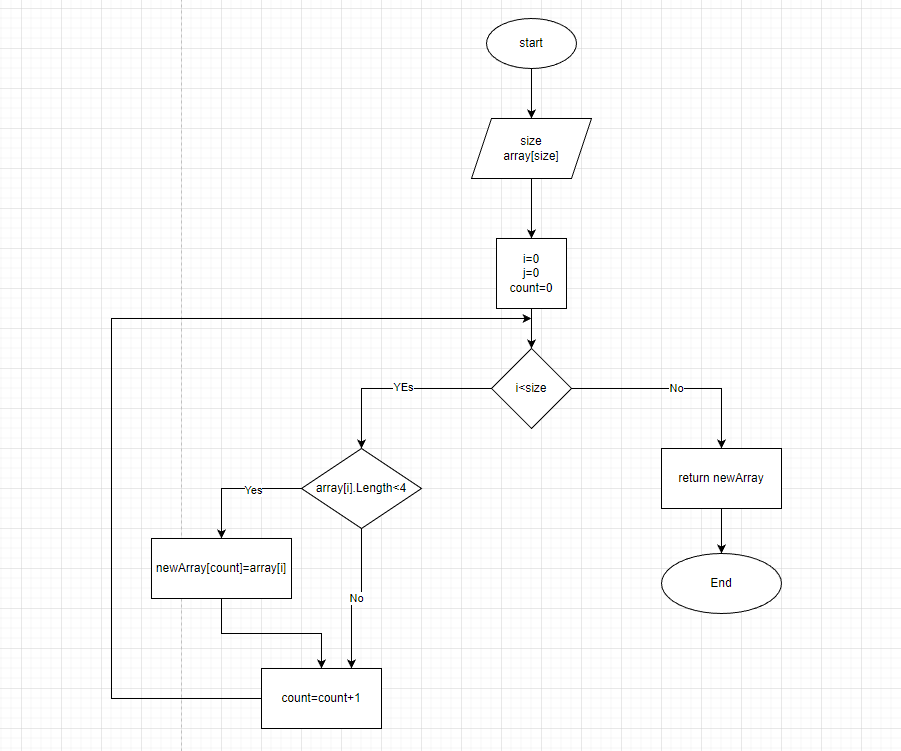 start
size
array[size]
i=0
j=0
count=0
i<size
YEs
No
array[i].Length<4
return newArray
Yes
newArray[count]=array[i]
End
No
count=count+1